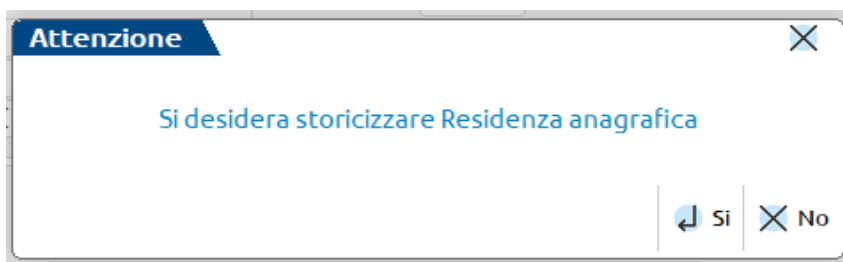 Attenzione
Si desidera storicizzare Residenza anagrafica
Si No